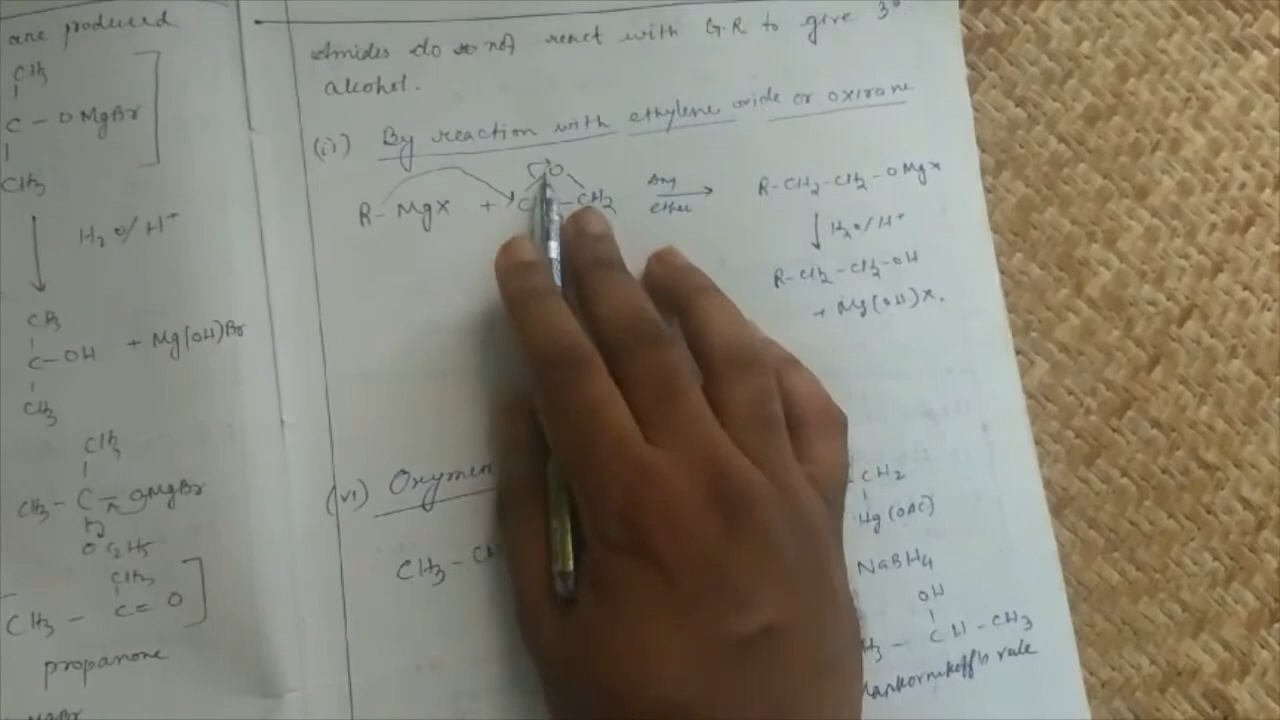 are produced
CH3
C - OMgBr
CH3
H2O/H+
CH3
C-OH + Mg(OH)Br
CH3
CH3
CH3- C - OMgBr
OC2H5
CH3
CH3 - C = O
propanone
Amides do not react with G.R to give 3°
alcohol.
By reaction with ethylene oxide or oxirane
R- Mgx + CH2
O
Dry
ether
R-CH2-CH2-OMgx
H2O/H+
R-CH2-CH2-OH
+ Mg(OH)X.
(vi) Oxymer
CH3-CH
CH2
Hg(OAC)
NaBH4
OH
H3- CH-CH3
rule